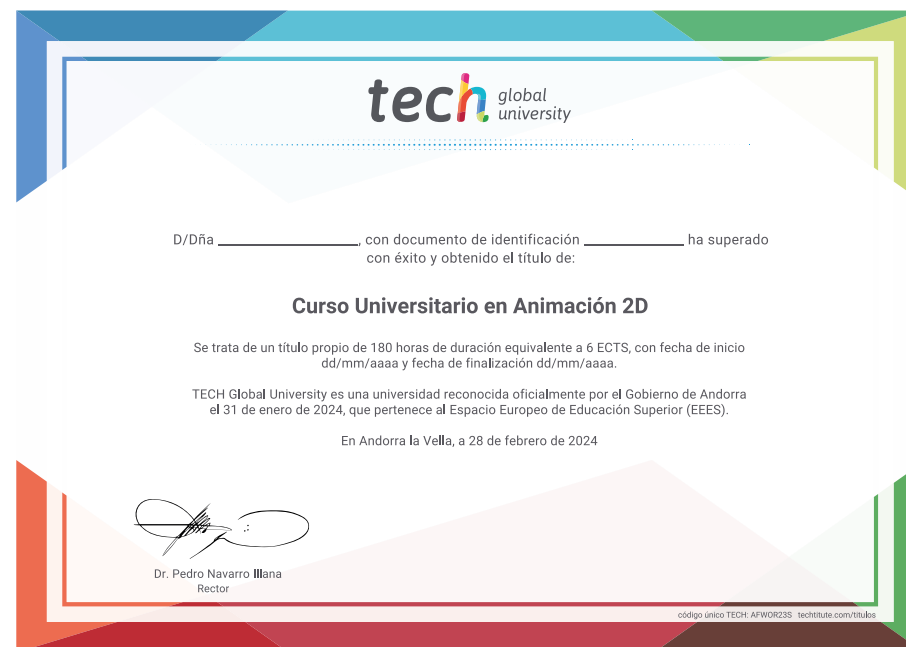 tech global
university
D/Dña ____________________, con documento de identificación ______________ ha superado
con éxito y obtenido el título de:
Curso Universitario en Animación 2D
Se trata de un título propio de 180 horas de duración equivalente a 6 ECTS, con fecha de inicio
dd/mm/aaaa y fecha de finalización dd/mm/aaaa.
TECH Global University es una universidad reconocida oficialmente por el Gobierno de Andorra
el 31 de enero de 2024, que pertenece al Espacio Europeo de Educación Superior (EEES).
En Andorra la Vella, a 28 de febrero de 2024
Dr. Pedro Navarro Illana
Rector
código único TECH: AFWOR23S techtitute.com/titulos